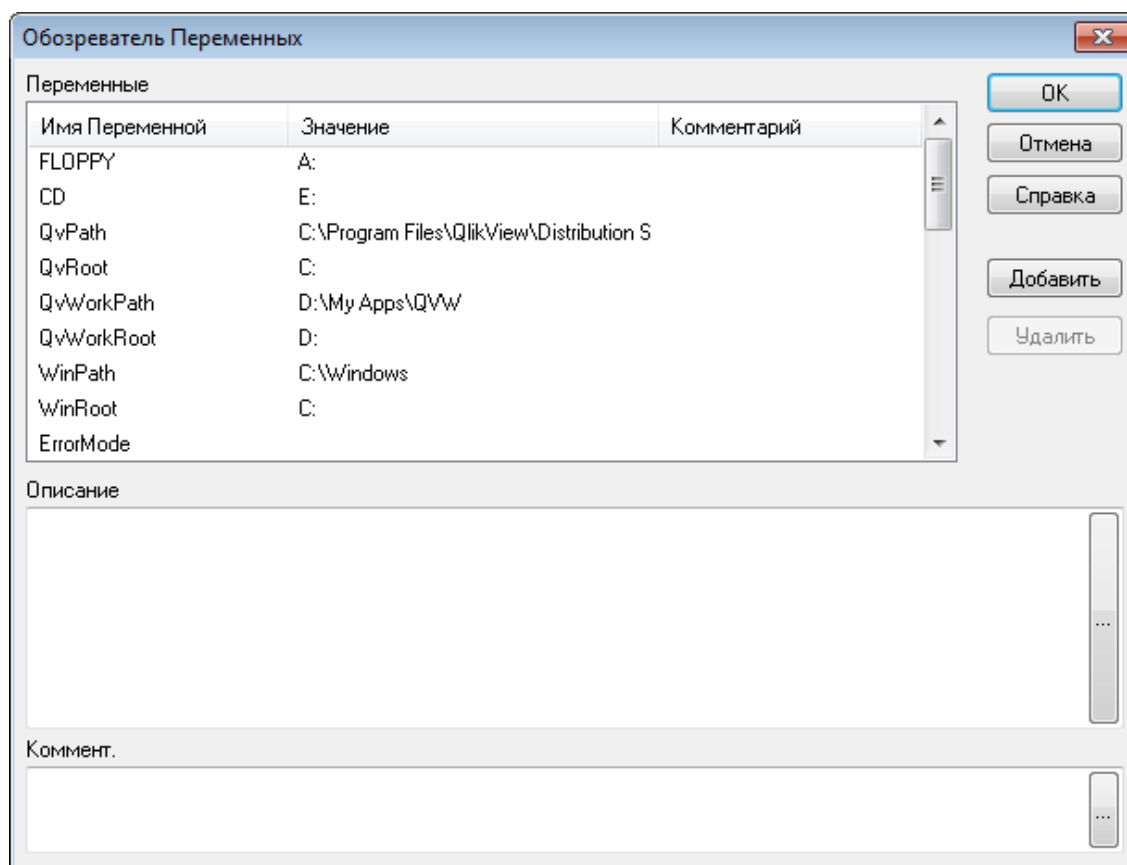 Обозреватель Переменных
Переменные
Имя Переменной Значение Комментарий
FLOPPY A:
CD E:
QvPath C:\Program Files\QlikView\Distribution S
QvRoot C:
QvWorkPath D:\My Apps\QVW
QvWorkRoot D:
WinPath C:\Windows
WinRoot C:
ErrorMode
OK
Отмена
Справка
Добавить
Удалить
Описание
...
Коммент.
...